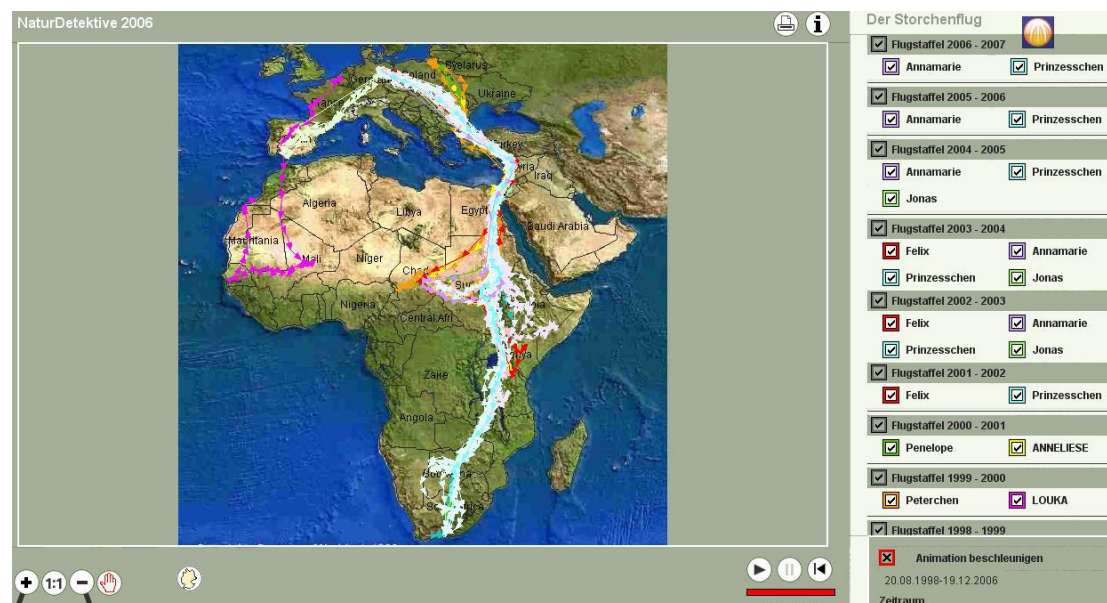 NaturDetektive 2006
Der Storchenflug
Flugstaffel 2006 - 2007
Annamarie Prinzesschen
Flugstaffel 2005 - 2006
Annamarie Prinzesschen
Flugstaffel 2004 - 2005
Annamarie Prinzesschen
Jonas
Flugstaffel 2003 - 2004
Felix Annamarie
Prinzesschen Jonas
Flugstaffel 2002 - 2003
Felix Annamarie
Prinzesschen Jonas
Flugstaffel 2001 - 2002
Felix Prinzesschen
Flugstaffel 2000 - 2001
Penelope ANNELIESE
Flugstaffel 1999 - 2000
Peterchen LOUKA
Flugstaffel 1998 - 1999
Animation beschleunigen
20.08.1998-19.12.2006
Zeitraum
Byelarus
Ukraine
France
Iraq
Algeria
Libya
Egypt
Saudi Arabia
Mauritania
Mali
Niger
Chad
Nigeria
Central Afri
Zaire
Angola
1:1